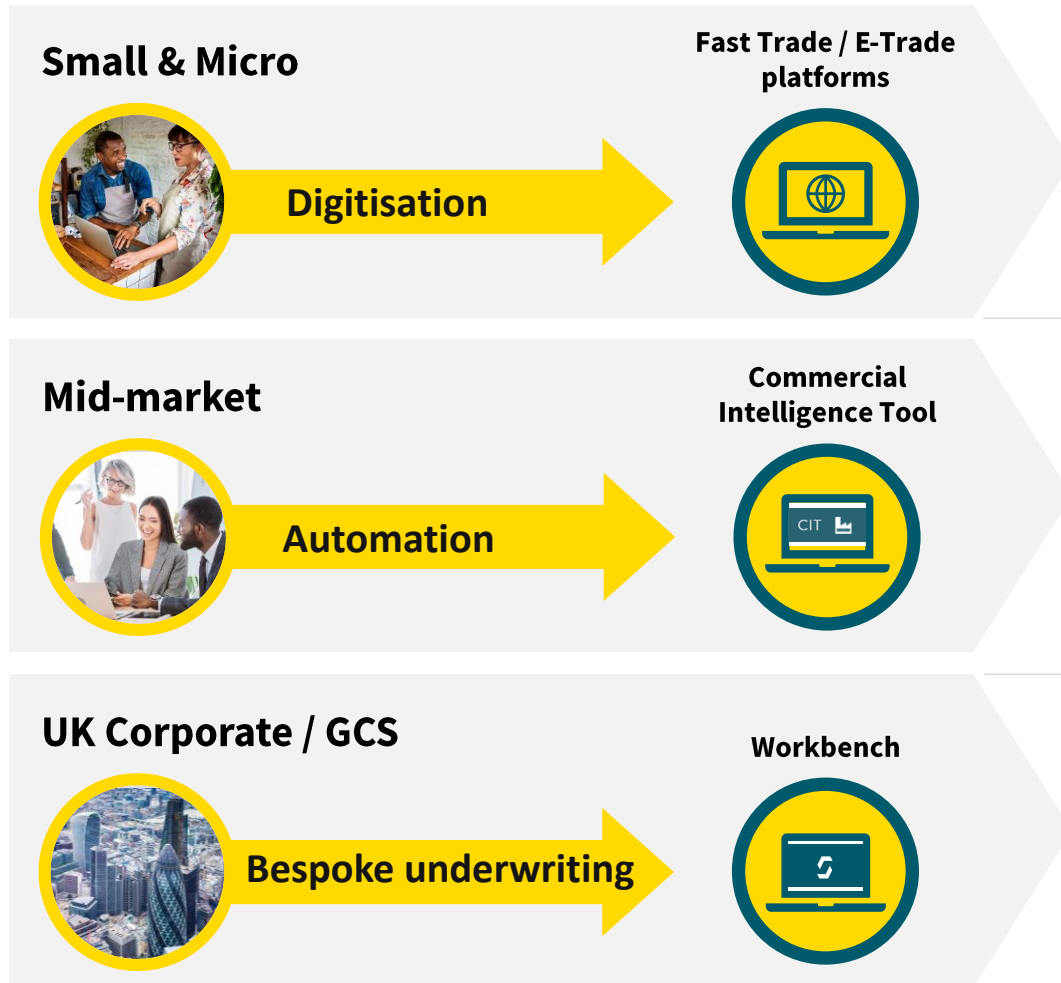 Small & Micro
Fast Trade / E-Trade
platforms
Digitisation
Mid-market
Commercial
Intelligence Tool
Automation
CIT
UK Corporate / GCS
Workbench
Bespoke underwriting